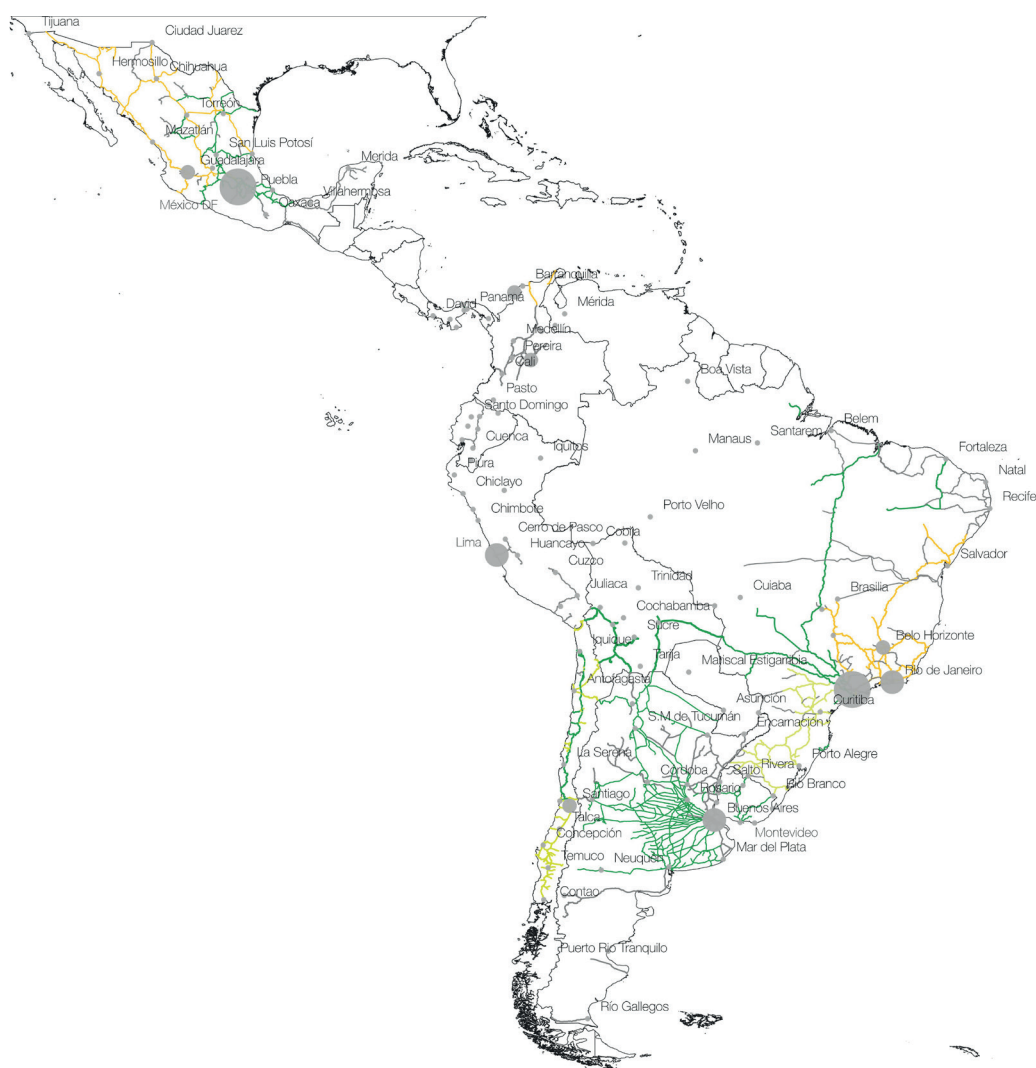 Tijuana
Ciudad Juarez
Hermosillo
Chihuahua
Torreón
Mazatlán
San Luis Potosí
Guadalajara
Merida
Puebla
Villahermosa
México DF
Oaxaca
Barranquilla
David
Panamá
Mérida
Medellín
Pereira
Cali
Boa Vista
Pasto
Santo Domingo
Belem
Santarem
Cuenca
Manaus
Fortaleza
Iquitos
Piura
Natal
Chiclayo
Recife
Chimbote
Porto Velho
Cerro de Pasco
Cobija
Lima
Huancayo
Salvador
Cuzco
Juliaca
Trinidad
Cuiaba
Brasilia
Cochabamba
Sucre
Iquique
Belo Horizonte
Tarija
Matiscal Estigambia
Rio de Janeiro
Antofagasta
Asunción
Curitiba
S.M de Tucumán
Encarnación
La Serena
Porto Alegre
Córdoba
Salto
Rivera
Rio Branco
Santiago
Rosario
Talca
Buenos Aires
Concepción
Montevideo
Mar del Plata
Temuco
Neuquén
Contao
Puerto Rio Tranquilo
Río Gallegos